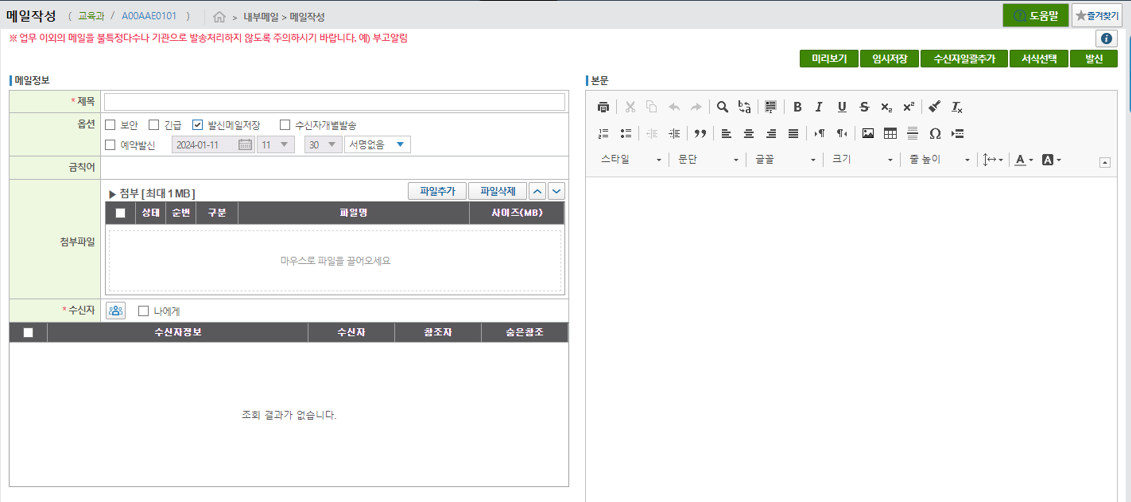 메일작성 ( 교육과 / A00AAE0101 ) > 내부메일 > 메일작성
도움말
즐겨찾기
※ 업무 이외의 메일을 불특정다수나 기관으로 발송처리하지 않도록 주의하시기 바랍니다. 예) 부고알림
미리보기
임시저장
수신자일괄추가
서식선택
발신
메일정보
* 제목
옵션
보안
긴급
발신메일저장
수신자개별발송
예약발신
2024-01-11
11
30
서명없음
금칙어
첨부파일
▶ 첨부 [ 최대 1 MB ]
파일추가
파일삭제
상태
순번
구분
파일명
사이즈(MB)
마우스로 파일을 끌어오세요
* 수신자
나에게
수신자정보
수신자
참조자
숨은참조
조회 결과가 없습니다.
본문
스타일
문단
글꼴
크기
줄 높이